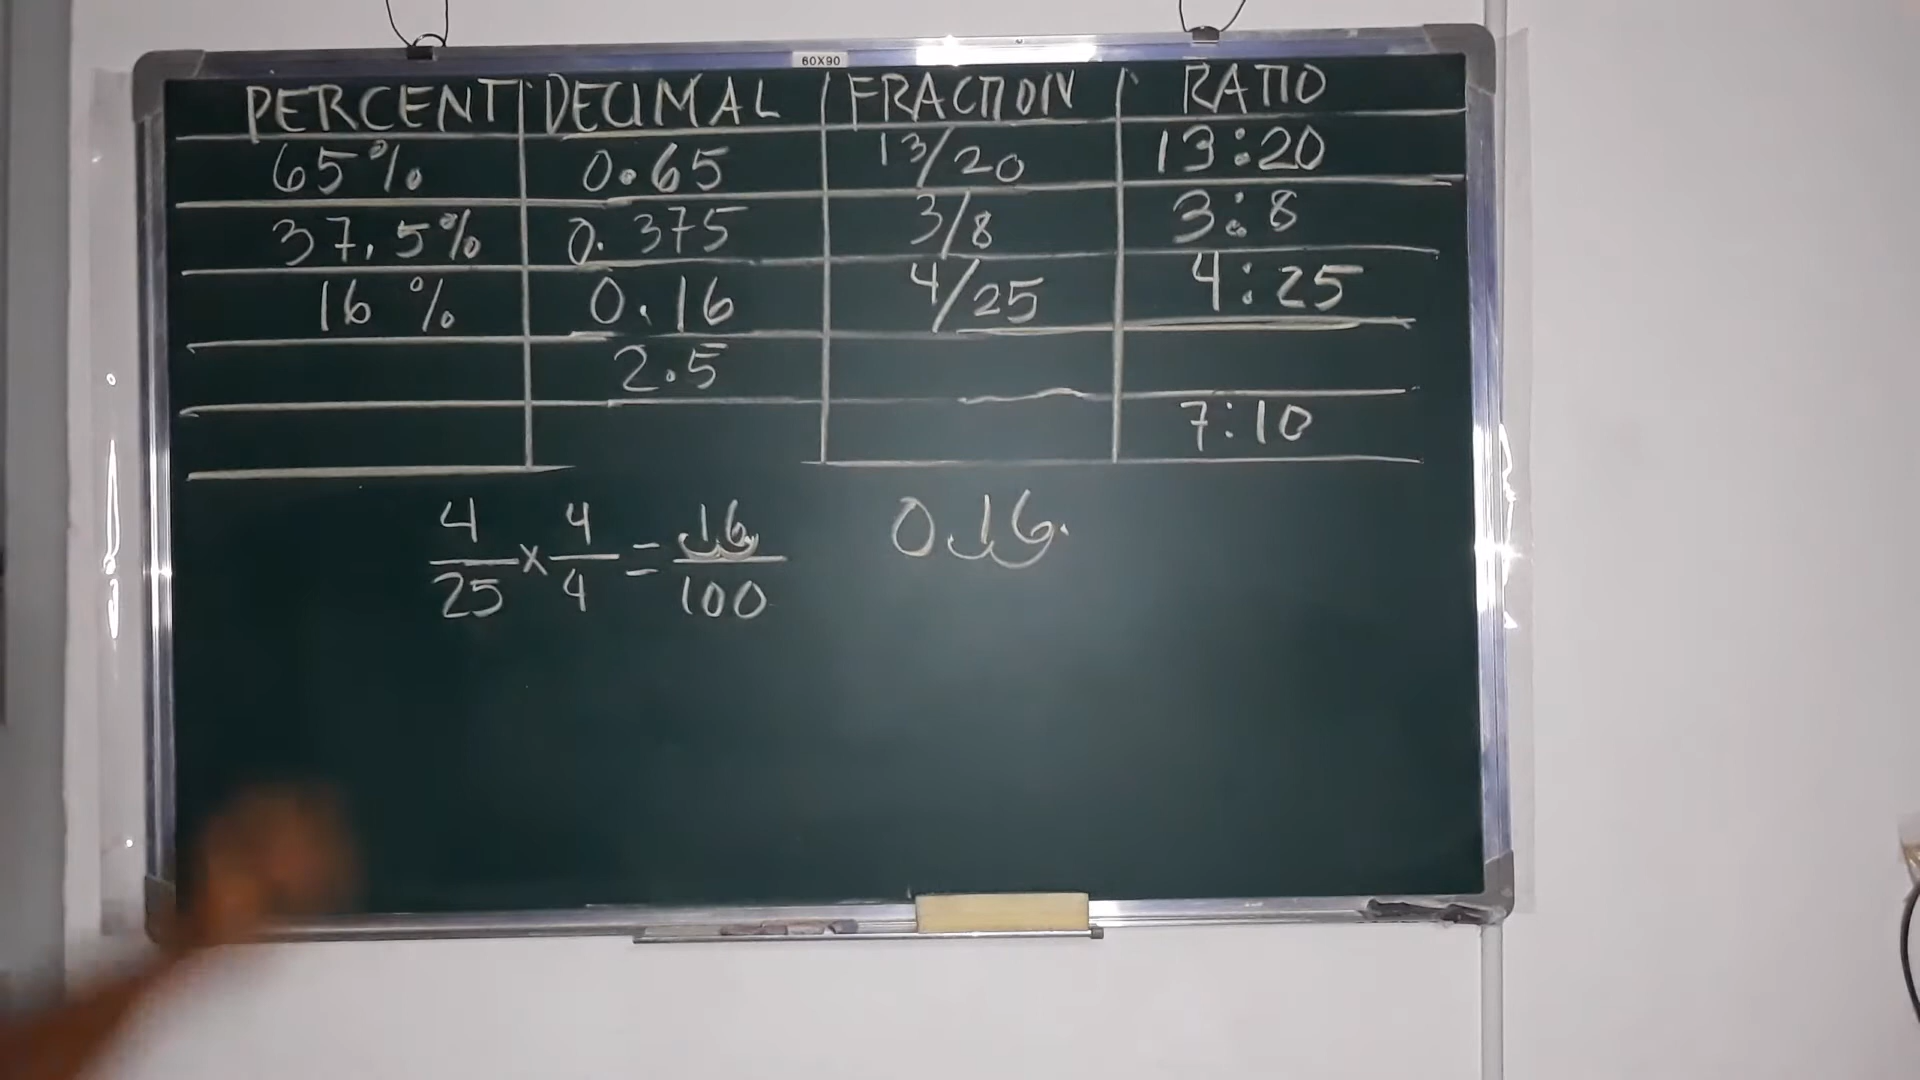 60X90
PERCENT DECIMAL FRACTION RATIO
65% 0.65 13/20 13:20
37.5% 0.375 3/8 3:8
16% 0.16 4/25 4:25
2.5
7:10
4/25 x 4/4 = 16/100 0.16.